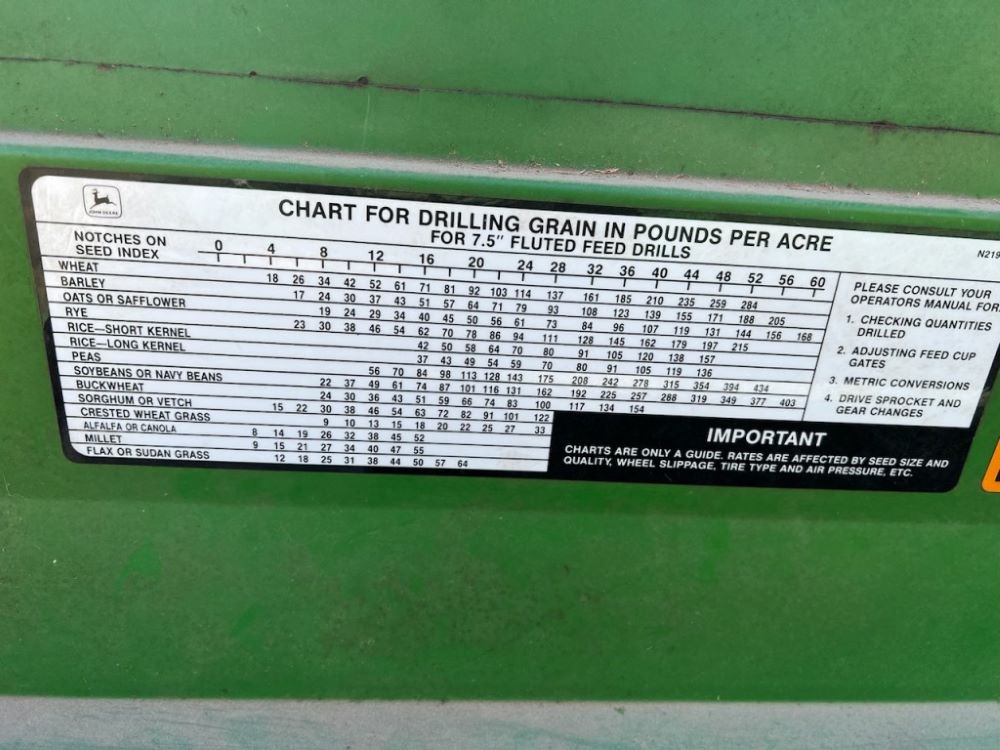 JOHN DEERE
CHART FOR DRILLING GRAIN IN POUNDS PER ACRE
FOR 7.5" FLUTED FEED DRILLS
N219
NOTCHES ON
SEED INDEX
0 4 8 12 16 20 24 28 32 36 40 44 48 52 56 60
WHEAT 18 26 34 42 52 61 71 81 92 103 114 137 161 185 210 235 259 284
BARLEY 17 24 30 37 43 51 57 64 71 79 93 108 123 139 155 171 188 205
OATS OR SAFFLOWER 19 24 29 34 40 45 50 56 61 73 84 96 107 119 131 144 156 168
RYE 23 30 38 46 54 62 70 78 86 94 111 128 145 162 179 197 215
RICE—SHORT KERNEL 42 50 58 64 70 80 91 105 120 138 157
RICE—LONG KERNEL 37 43 49 54 59 70 80 91 105 119 136
PEAS 56 70 84 98 113 128 143 175 208 242 278 315 354 394 434
SOYBEANS OR NAVY BEANS 22 37 49 61 74 87 101 116 131 162 192 225 257 288 319 349 377 403
BUCKWHEAT 24 30 36 43 51 59 66 74 83 100 117 134 154
SORGHUM OR VETCH 15 22 30 38 46 54 63 72 82 91 101 122
CRESTED WHEAT GRASS 9 10 13 15 18 20 22 25 27 33
ALFALFA OR CANOLA 8 14 19 26 32 38 45 52
MILLET 9 15 21 27 34 40 47 55
FLAX OR SUDAN GRASS 12 18 25 31 38 44 50 57 64
PLEASE CONSULT YOUR
OPERATORS MANUAL FOR
1. CHECKING QUANTITIES
DRILLED
2. ADJUSTING FEED CUP
GATES
3. METRIC CONVERSIONS
4. DRIVE SPROCKET AND
GEAR CHANGES
IMPORTANT
CHARTS ARE ONLY A GUIDE. RATES ARE AFFECTED BY SEED SIZE AND
QUALITY, WHEEL SLIPPAGE, TIRE TYPE AND AIR PRESSURE, ETC.